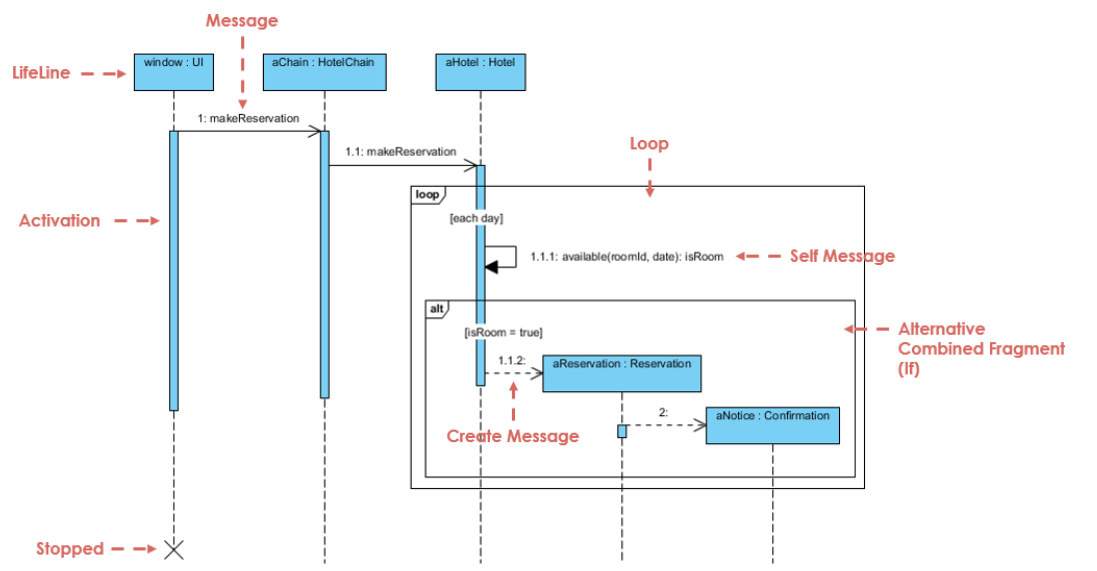 Message
LifeLine
window : UI
aChain : HotelChain
aHotel : Hotel
1: makeReservation
1.1: makeReservation
Loop
loop
[each day]
Activation
1.1.1: available(roomId, date): isRoom
Self Message
alt
[isRoom = true]
Alternative
Combined Fragment
(If)
1.1.2:
aReservation : Reservation
2:
aNotice : Confirmation
Create Message
Stopped